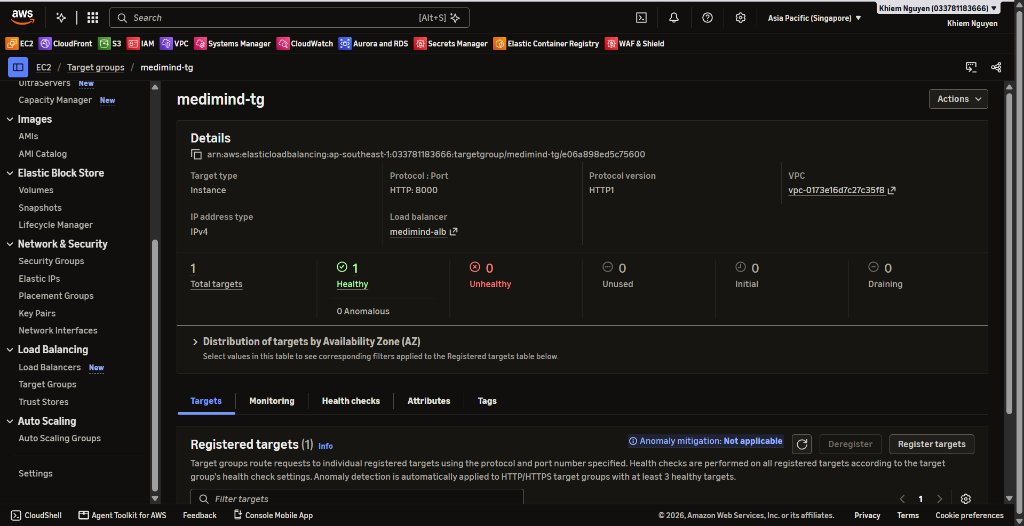 aws
Search [Alt+S]
Asia Pacific (Singapore)
Khiem Nguyen (033781183666)
Khiem Nguyen
EC2 CloudFront S3 IAM VPC Systems Manager CloudWatch Aurora and RDS Secrets Manager Elastic Container Registry WAF & Shield
EC2 / Target groups / medimind-tg
UltraServers New
Capacity Manager New
Images
AMIs
AMI Catalog
Elastic Block Store
Volumes
Snapshots
Lifecycle Manager
Network & Security
Security Groups
Elastic IPs
Placement Groups
Key Pairs
Network Interfaces
Load Balancing
Load Balancers New
Target Groups
Trust Stores
Auto Scaling
Auto Scaling Groups
Settings
medimind-tg
Actions
Details
arn:aws:elasticloadbalancing:ap-southeast-1:033781183666:targetgroup/medimind-tg/e06a898ed5c75600
Target type
Instance
Protocol : Port
HTTP: 8000
Protocol version
HTTP1
VPC
vpc-0173e16d7c27c35f8
IP address type
IPv4
Load balancer
medimind-alb
1
Total targets
1
Healthy
0 Anomalous
0
Unhealthy
0
Unused
0
Initial
0
Draining
Distribution of targets by Availability Zone (AZ)
Select values in this table to see corresponding filters applied to the Registered targets table below.
Targets Monitoring Health checks Attributes Tags
Registered targets (1) Info
Anomaly mitigation: Not applicable
Deregister
Register targets
Target groups route requests to individual registered targets using the protocol and port number specified. Health checks are performed on all registered targets according to the target
group's health check settings. Anomaly detection is automatically applied to HTTP/HTTPS target groups with at least 3 healthy targets.
Filter targets
1
CloudShell Agent Toolkit for AWS Feedback Console Mobile App
© 2026, Amazon Web Services, Inc. or its affiliates. Privacy Terms Cookie preferences